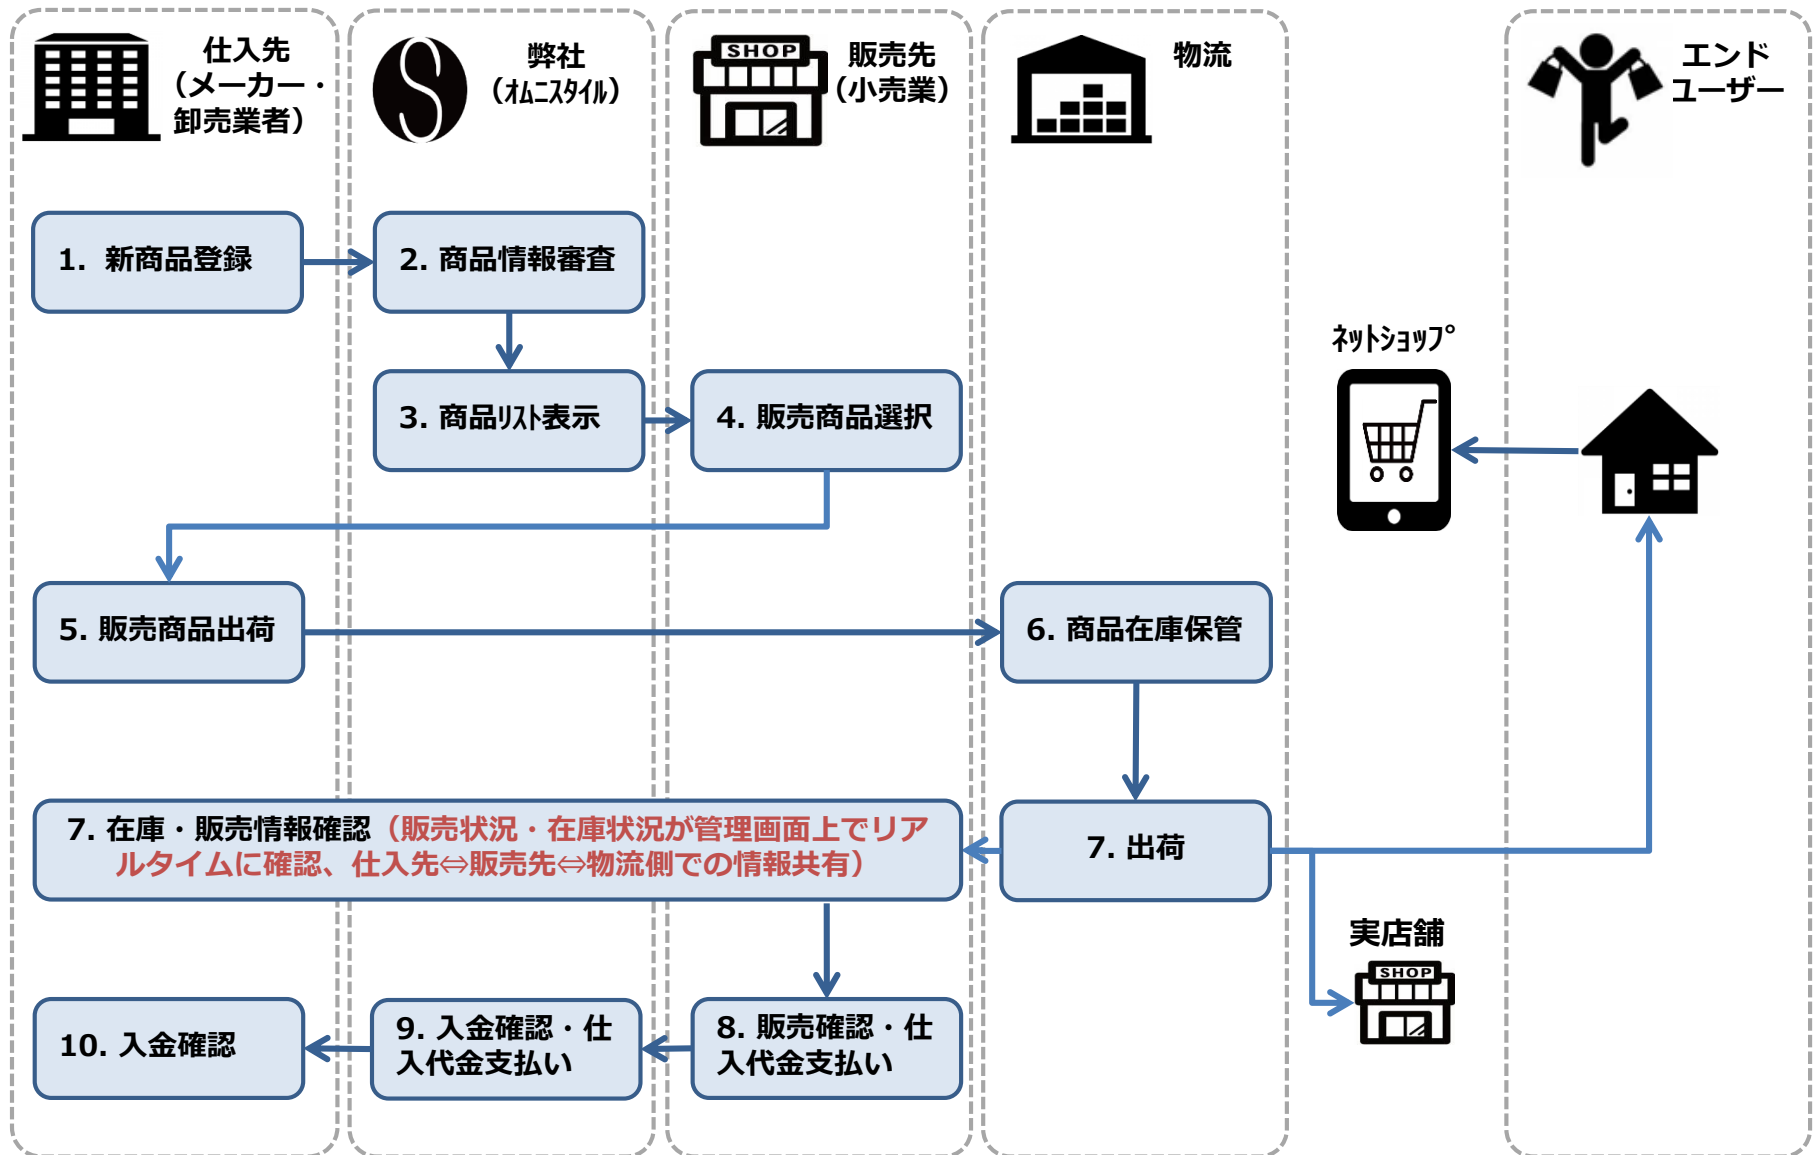 仕入先
（メーカー・
卸売業者）
弊社
（ｵﾑﾆｽﾀｲﾙ）
SHOP
販売先
（小売業）
物流
エンド
ユーザー
1. 新商品登録
2. 商品情報審査
ﾈｯﾄｼｮｯﾌﾟ
3. 商品ﾘｽﾄ表示
4. 販売商品選択
5. 販売商品出荷
6. 商品在庫保管
7. 在庫・販売情報確認（販売状況・在庫状況が管理画面上でリア
ルタイムに確認、仕入先⇔販売先⇔物流側での情報共有）
7. 出荷
実店舗
SHOP
10. 入金確認
9. 入金確認・仕
入代金支払い
8. 販売確認・仕
入代金支払い